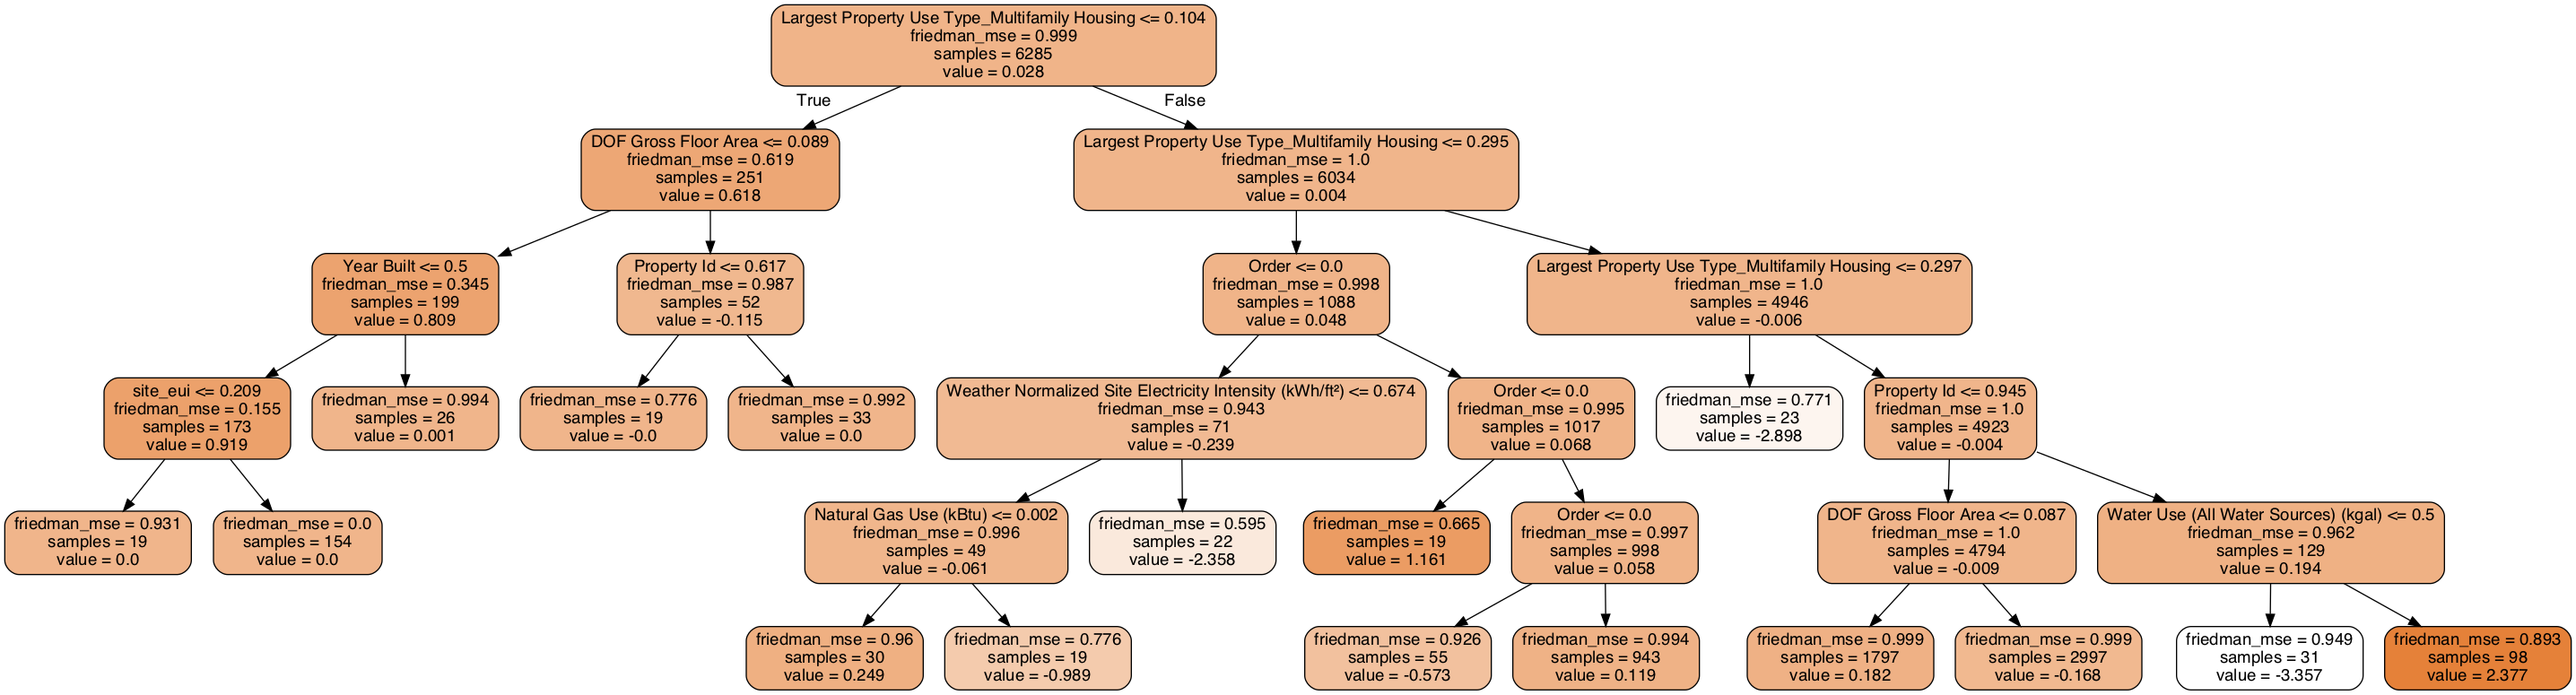 Largest Property Use Type_Multifamily Housing <= 0.104
friedman_mse = 0.999
samples = 6285
value = 0.028
True
False
DOF Gross Floor Area <= 0.089
friedman_mse = 0.619
samples = 251
value = 0.618
Largest Property Use Type_Multifamily Housing <= 0.295
friedman_mse = 1.0
samples = 6034
value = 0.004
Year Built <= 0.5
friedman_mse = 0.345
samples = 199
value = 0.809
Property Id <= 0.617
friedman_mse = 0.987
samples = 52
value = -0.115
Order <= 0.0
friedman_mse = 0.998
samples = 1088
value = 0.048
Largest Property Use Type_Multifamily Housing <= 0.297
friedman_mse = 1.0
samples = 4946
value = -0.006
site_eui <= 0.209
friedman_mse = 0.155
samples = 173
value = 0.919
friedman_mse = 0.994
samples = 26
value = 0.001
friedman_mse = 0.776
samples = 19
value = -0.0
friedman_mse = 0.992
samples = 33
value = 0.0
Weather Normalized Site Electricity Intensity (kWh/ft²) <= 0.674
friedman_mse = 0.943
samples = 71
value = -0.239
Order <= 0.0
friedman_mse = 0.995
samples = 1017
value = 0.068
friedman_mse = 0.771
samples = 23
value = -2.898
Property Id <= 0.945
friedman_mse = 1.0
samples = 4923
value = -0.004
friedman_mse = 0.931
samples = 19
value = 0.0
friedman_mse = 0.0
samples = 154
value = 0.0
Natural Gas Use (kBtu) <= 0.002
friedman_mse = 0.996
samples = 49
value = -0.061
friedman_mse = 0.595
samples = 22
value = -2.358
friedman_mse = 0.665
samples = 19
value = 1.161
Order <= 0.0
friedman_mse = 0.997
samples = 998
value = 0.058
DOF Gross Floor Area <= 0.087
friedman_mse = 1.0
samples = 4794
value = -0.009
Water Use (All Water Sources) (kgal) <= 0.5
friedman_mse = 0.962
samples = 129
value = 0.194
friedman_mse = 0.96
samples = 30
value = 0.249
friedman_mse = 0.776
samples = 19
value = -0.989
friedman_mse = 0.926
samples = 55
value = -0.573
friedman_mse = 0.994
samples = 943
value = 0.119
friedman_mse = 0.999
samples = 1797
value = 0.182
friedman_mse = 0.999
samples = 2997
value = -0.168
friedman_mse = 0.949
samples = 31
value = -3.357
friedman_mse = 0.893
samples = 98
value = 2.377